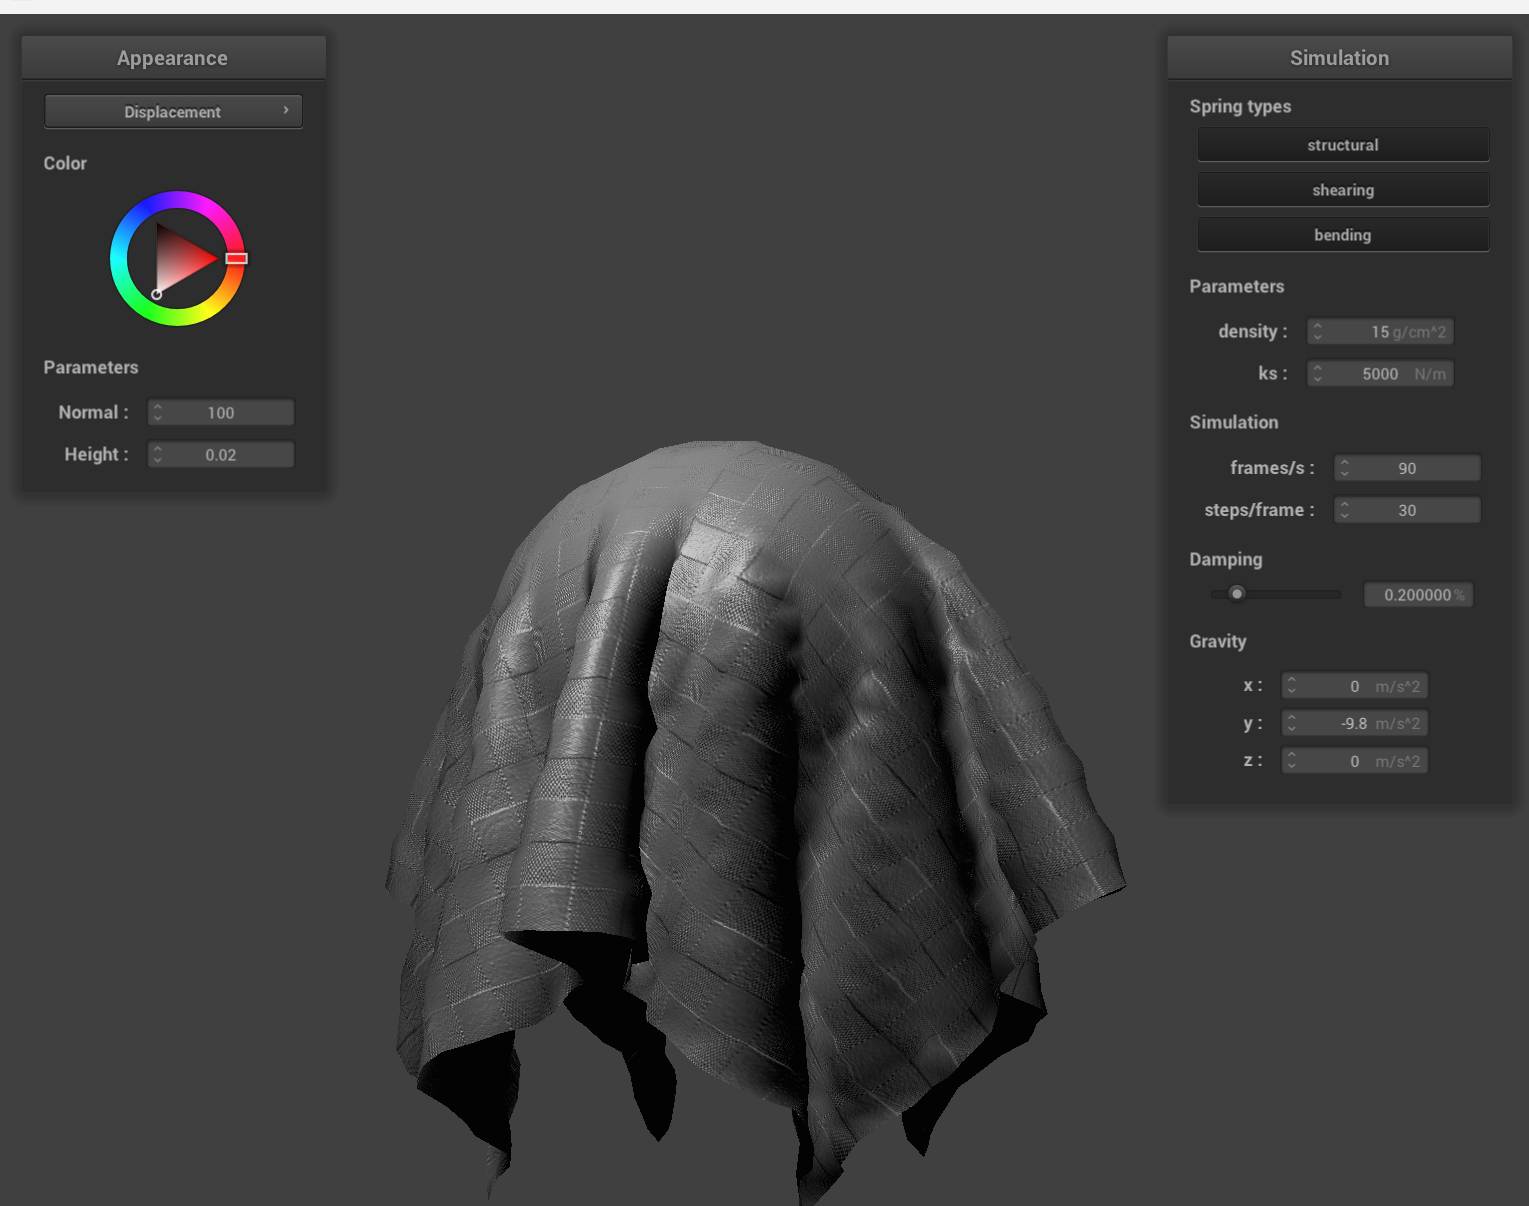 Appearance
Displacement
Color
Parameters
Normal : 100
Height : 0.02
Simulation
Spring types
structural
shearing
bending
Parameters
density : 15 g/cm^2
ks : 5000 N/m
Simulation
frames/s : 90
steps/frame : 30
Damping
0.200000 %
Gravity
x : 0 m/s^2
y : -9.8 m/s^2
z : 0 m/s^2